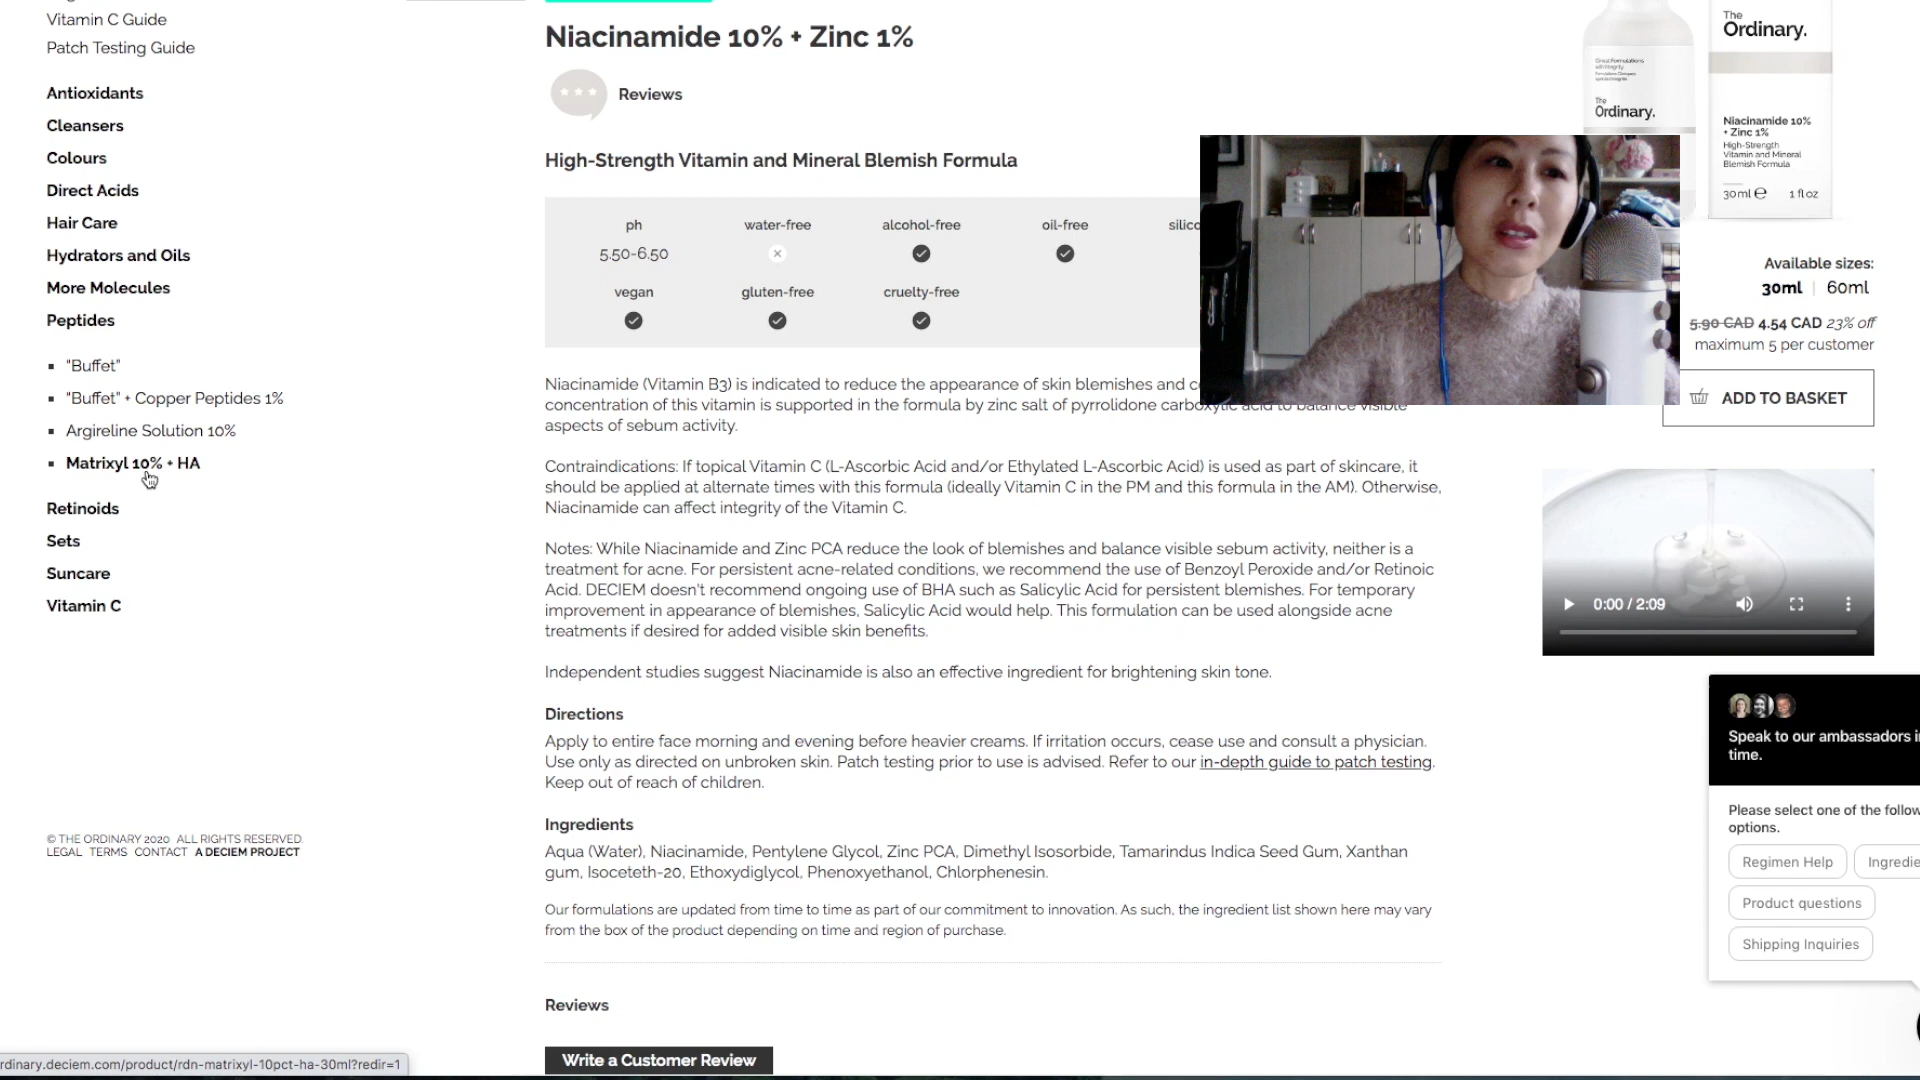 Vitamin C Guide
Patch Testing Guide
Antioxidants
Cleansers
Colours
Direct Acids
Hair Care
Hydrators and Oils
More Molecules
Peptides
"Buffet"
"Buffet" + Copper Peptides 1%
Argireline Solution 10%
Matrixyl 10% + HA
Retinoids
Sets
Suncare
Vitamin C
© THE ORDINARY 2020 ALL RIGHTS RESERVED
LEGAL TERMS CONTACT A DECIEM PROJECT
rdinary.deciem.com/product/rdn-matrixyl-10pct-ha-30ml?redir=1
Niacinamide 10% + Zinc 1%
Reviews
High-Strength Vitamin and Mineral Blemish Formula
ph water-free alcohol-free oil-free silico
5.50-6.50
vegan gluten-free cruelty-free
Niacinamide (Vitamin B3) is indicated to reduce the appearance of skin blemishes and c
concentration of this vitamin is supported in the formula by zinc salt of pyrrolidone carboxylic acid to balance visible
aspects of sebum activity.
Contraindications: If topical Vitamin C (L-Ascorbic Acid and/or Ethylated L-Ascorbic Acid) is used as part of skincare, it
should be applied at alternate times with this formula (ideally Vitamin C in the PM and this formula in the AM). Otherwise,
Niacinamide can affect integrity of the Vitamin C.
Notes: While Niacinamide and Zinc PCA reduce the look of blemishes and balance visible sebum activity, neither is a
treatment for acne. For persistent acne-related conditions, we recommend the use of Benzoyl Peroxide and/or Retinoic
Acid. DECIEM doesn't recommend ongoing use of BHA such as Salicylic Acid for persistent blemishes. For temporary
improvement in appearance of blemishes, Salicylic Acid would help. This formulation can be used alongside acne
treatments if desired for added visible skin benefits.
Independent studies suggest Niacinamide is also an effective ingredient for brightening skin tone.
Directions
Apply to entire face morning and evening before heavier creams. If irritation occurs, cease use and consult a physician.
Use only as directed on unbroken skin. Patch testing prior to use is advised. Refer to our in-depth guide to patch testing.
Keep out of reach of children.
Ingredients
Aqua (Water), Niacinamide, Pentylene Glycol, Zinc PCA, Dimethyl Isosorbide, Tamarindus Indica Seed Gum, Xanthan
gum, Isoceteth-20, Ethoxydiglycol, Phenoxyethanol, Chlorphenesin.
Our formulations are updated from time to time as part of our commitment to innovation. As such, the ingredient list shown here may vary
from the box of the product depending on time and region of purchase.
Reviews
Write a Customer Review
The
Ordinary.
The
Ordinary.
Niacinamide 10%
+ Zinc 1%
High-Strength
Vitamin and Mineral
Blemish Formula
30ml e 1 fl oz
Available sizes:
30ml | 60ml
5.90 CAD 4.54 CAD 23% off
maximum 5 per customer
ADD TO BASKET
0:00 / 2:09
Speak to our ambassadors i
time.
Please select one of the follow
options.
Regimen Help
Ingredie
Product questions
Shipping Inquiries